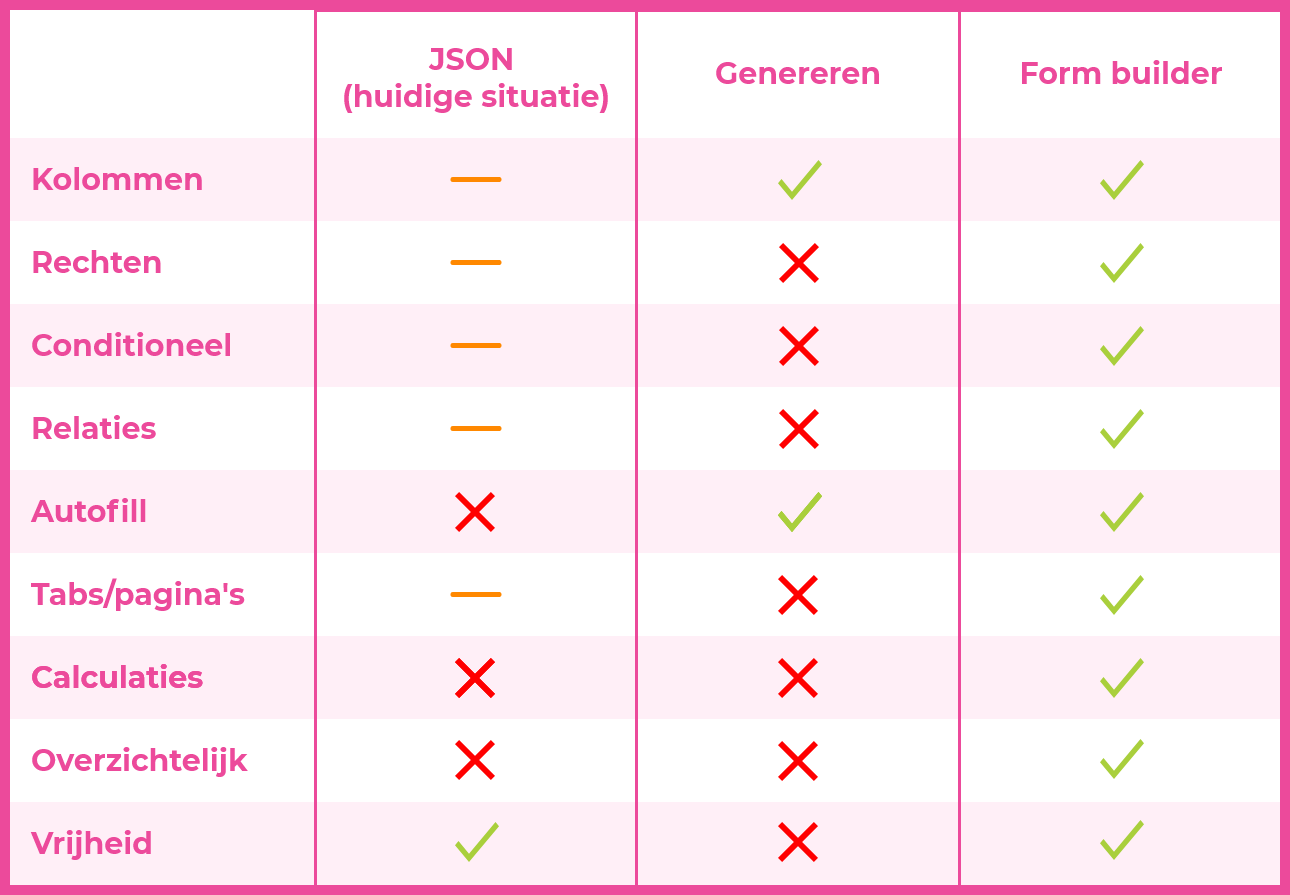 JSON
(huidige situatie)
Genereren
Form builder
Kolommen
Rechten
Conditioneel
Relaties
Autofill
Tabs/pagina's
Calculaties
Overzichtelijk
Vrijheid